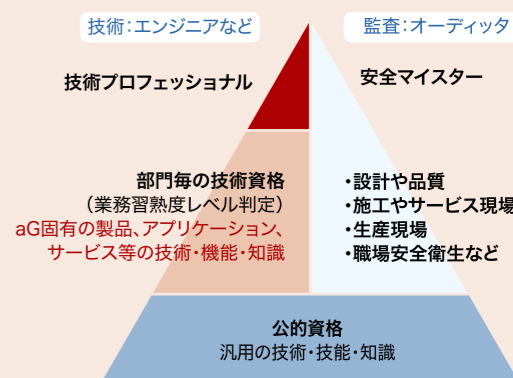 技術：エンジニアなど
監査：オーディッタ
技術プロフェッショナル
安全マイスター
部門毎の技術資格
（業務習熟度レベル判定）
aG固有の製品、アプリケーション、
サービス等の技術・機能・知識
・設計や品質
・施工やサービス現場
・生産現場
・職場安全衛生など
公的資格
汎用の技術・技能・知識